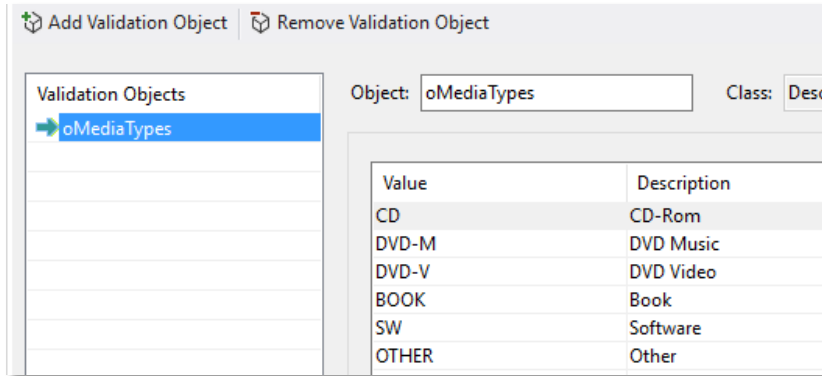 Add Validation Object Remove Validation Object
Validation Objects
oMediaTypes
Object: oMediaTypes Class: Desc
Value Description
CD CD-Rom
DVD-M DVD Music
DVD-V DVD Video
BOOK Book
SW Software
OTHER Other